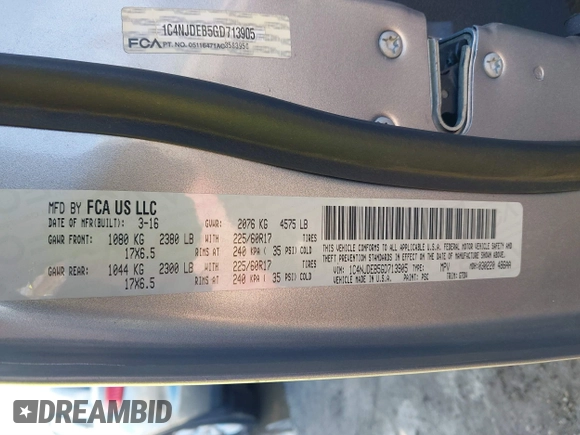 1C4NJDEB5GD713905
FCA PT. NO. 05116471AC
MFD BY FCA US LLC
DATE OF MFR(BUILT): 3-16 GVWR: 2076 KG 4575 LB
GAWR FRONT: 1080 KG 2380 LB WITH 225/60R17 TIRES
17X6.5 RIMS AT 240 KPA ( 35 PSI) COLD
GAWR REAR: 1044 KG 2300 LB WITH 225/60R17 TIRES
17X6.5 RIMS AT 240 KPA ( 35 PSI) COLD
THIS VEHICLE CONFORMS TO ALL APPLICABLE U.S.A. FEDERAL MOTOR VEHICLE SAFETY AND
THEFT PREVENTION STANDARDS IN EFFECT ON THE DATE OF MANUFACTURE SHOWN ABOVE.
VIN: 1C4NJDEB5GD713905 TYPE: MPV MDH:
VEHICLE MADE IN U.S.A. PAINT: TRIM:
DREAMBID